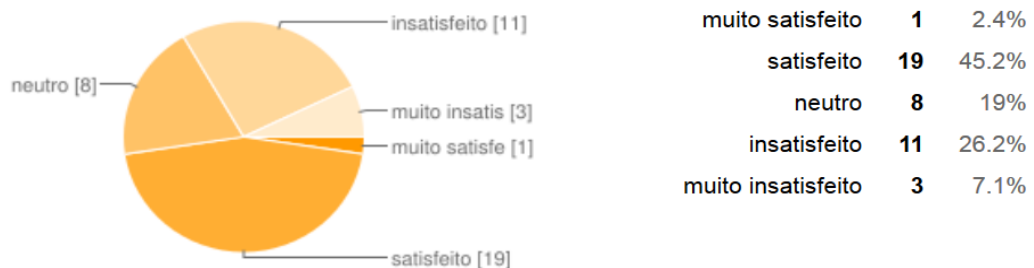 insatisfeito [11]
neutro [8]
muito insatis [3]
muito satisfe [1]
satisfeito [19]
muito satisfeito 1 2.4%
satisfeito 19 45.2%
neutro 8 19%
insatisfeito 11 26.2%
muito insatisfeito 3 7.1%